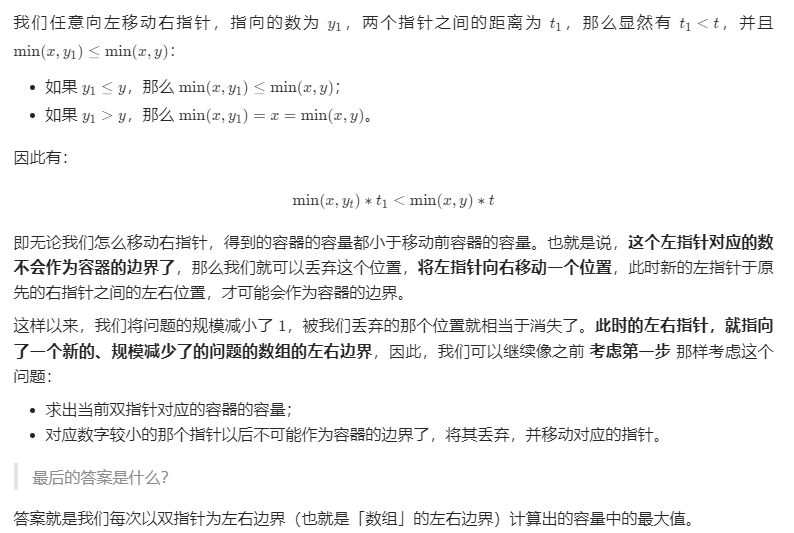 我们任意向左移动右指针，指向的数为 y₁，两个指针之间的距离为 t₁，那么显然有 t₁ < t，并且
min(x, y₁) ≤ min(x, y)：
• 如果 y₁ ≤ y，那么 min(x, y₁) ≤ min(x, y)；
• 如果 y₁ > y，那么 min(x, y₁) = x = min(x, y)。
因此有：
min(x, yₜ) ∗ t₁ < min(x, y) ∗ t
即无论我们怎么移动右指针，得到的容器的容量都小于移动前容器的容量。也就是说，这个左指针对应的数
不会作为容器的边界了，那么我们就可以丢弃这个位置，将左指针向右移动一个位置，此时新的左指针于原
先的右指针之间的左右位置，才可能会作为容器的边界。
这样以来，我们将问题的规模减小了 1，被我们丢弃的那个位置就相当于消失了。此时的左右指针，就指向
了一个新的、规模减少了的问题的数组的左右边界，因此，我们可以继续像之前 考虑第一步 那样考虑这个
问题：
• 求出当前双指针对应的容器的容量；
• 对应数字较小的那个指针以后不可能作为容器的边界了，将其丢弃，并移动对应的指针。
最后的答案是什么？
答案就是我们每次以双指针为左右边界（也就是「数组」的左右边界）计算出的容量中的最大值。